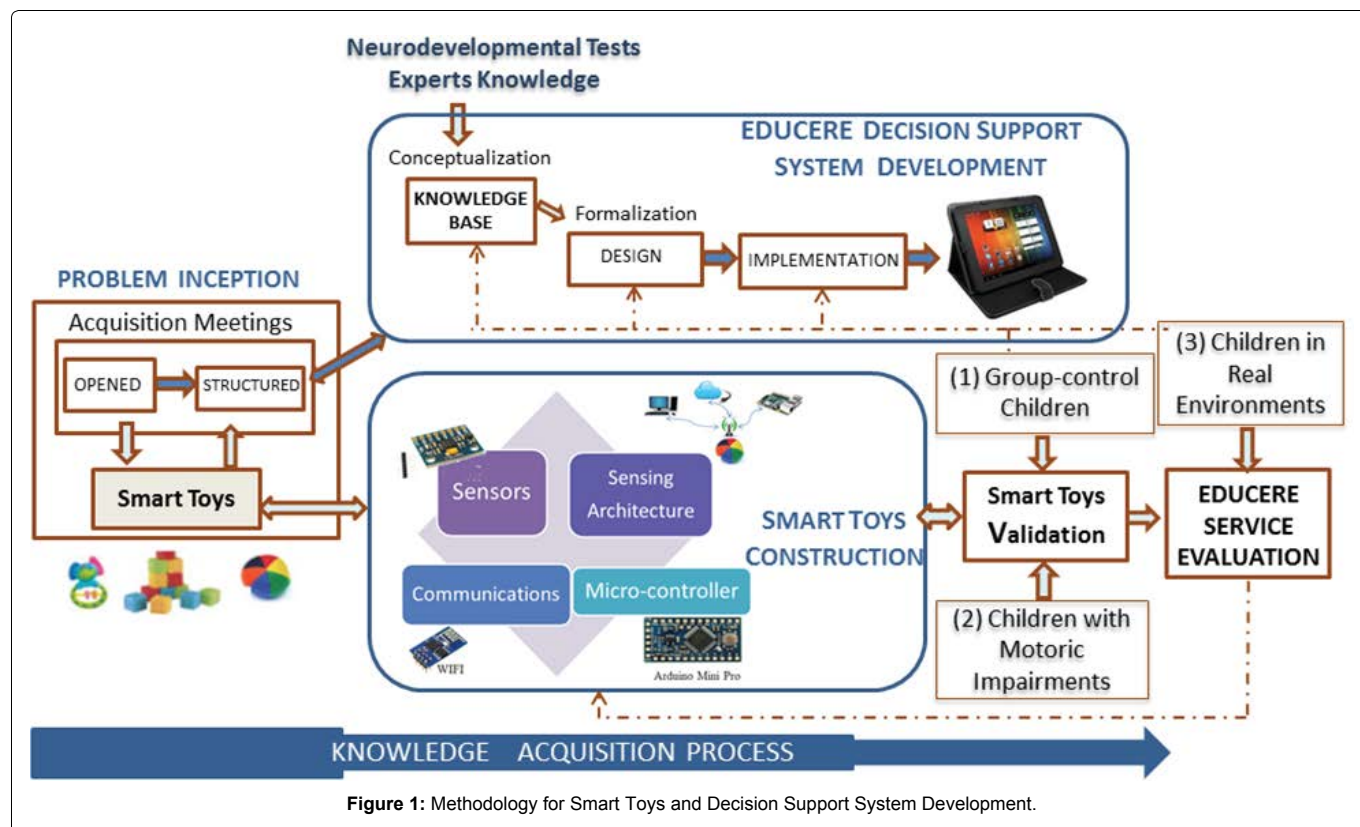 Neurodevelopmental Tests
Experts Knowledge
EDUCERE DECISION SUPPORT
SYSTEM DEVELOPMENT
Conceptualization
KNOWLEDGE
BASE
Formalization
DESIGN
IMPLEMENTATION
PROBLEM INCEPTION
Acquisition Meetings
OPENED
STRUCTURED
Smart Toys
Sensors
Sensing
Architecture
Communications
Micro-controller
WIFI
Arduino Mini Pro
SMART TOYS
CONSTRUCTION
(1) Group-control
Children
(3) Children in
Real
Environments
Smart Toys
Validation
EDUCERE
SERVICE
EVALUATION
(2) Children with
Motoric
Impairments
KNOWLEDGE ACQUISITION PROCESS
Figure 1: Methodology for Smart Toys and Decision Support System Development.